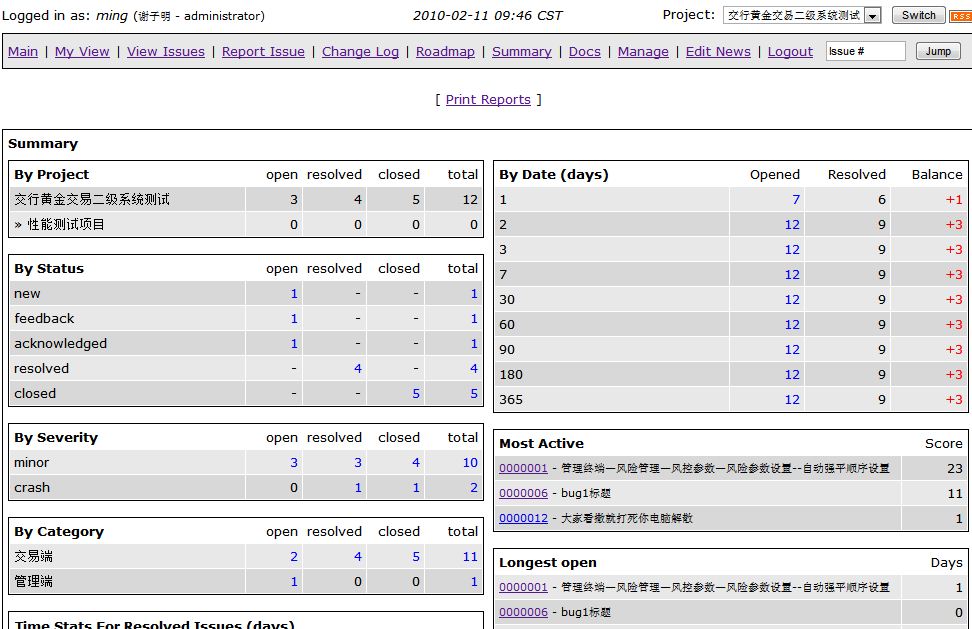 Logged in as: ming (谢子明 - administrator) 2010-02-11 09:46 CST Project: 交行黄金交易二级系统测试 Switch RSS
Main | My View | View Issues | Report Issue | Change Log | Roadmap | Summary | Docs | Manage | Edit News | Logout Issue # Jump
[ Print Reports ]
Summary
By Project open resolved closed total
交行黄金交易二级系统测试 3 4 5 12
» 性能测试项目 0 0 0 0
By Status open resolved closed total
new 1 - - 1
feedback 1 - - 1
acknowledged 1 - - 1
resolved - 4 - 4
closed - - 5 5
By Severity open resolved closed total
minor 3 3 4 10
crash 0 1 1 2
By Category open resolved closed total
交易端 2 4 5 11
管理端 1 0 0 1
Time Stats For Resolved Issues (days)
By Date (days) Opened Resolved Balance
1 7 6 +1
2 12 9 +3
3 12 9 +3
7 12 9 +3
30 12 9 +3
60 12 9 +3
90 12 9 +3
180 12 9 +3
365 12 9 +3
Most Active Score
0000001 - 管理终端—风险管理—风控参数—风险参数设置--自动强平顺序设置 23
0000006 - bug1标题 11
0000012 - 大家看撤就打死你电脑解散 1
Longest open Days
0000001 - 管理终端—风险管理—风控参数—风险参数设置--自动强平顺序设置 1
0000006 - bug1标题 0